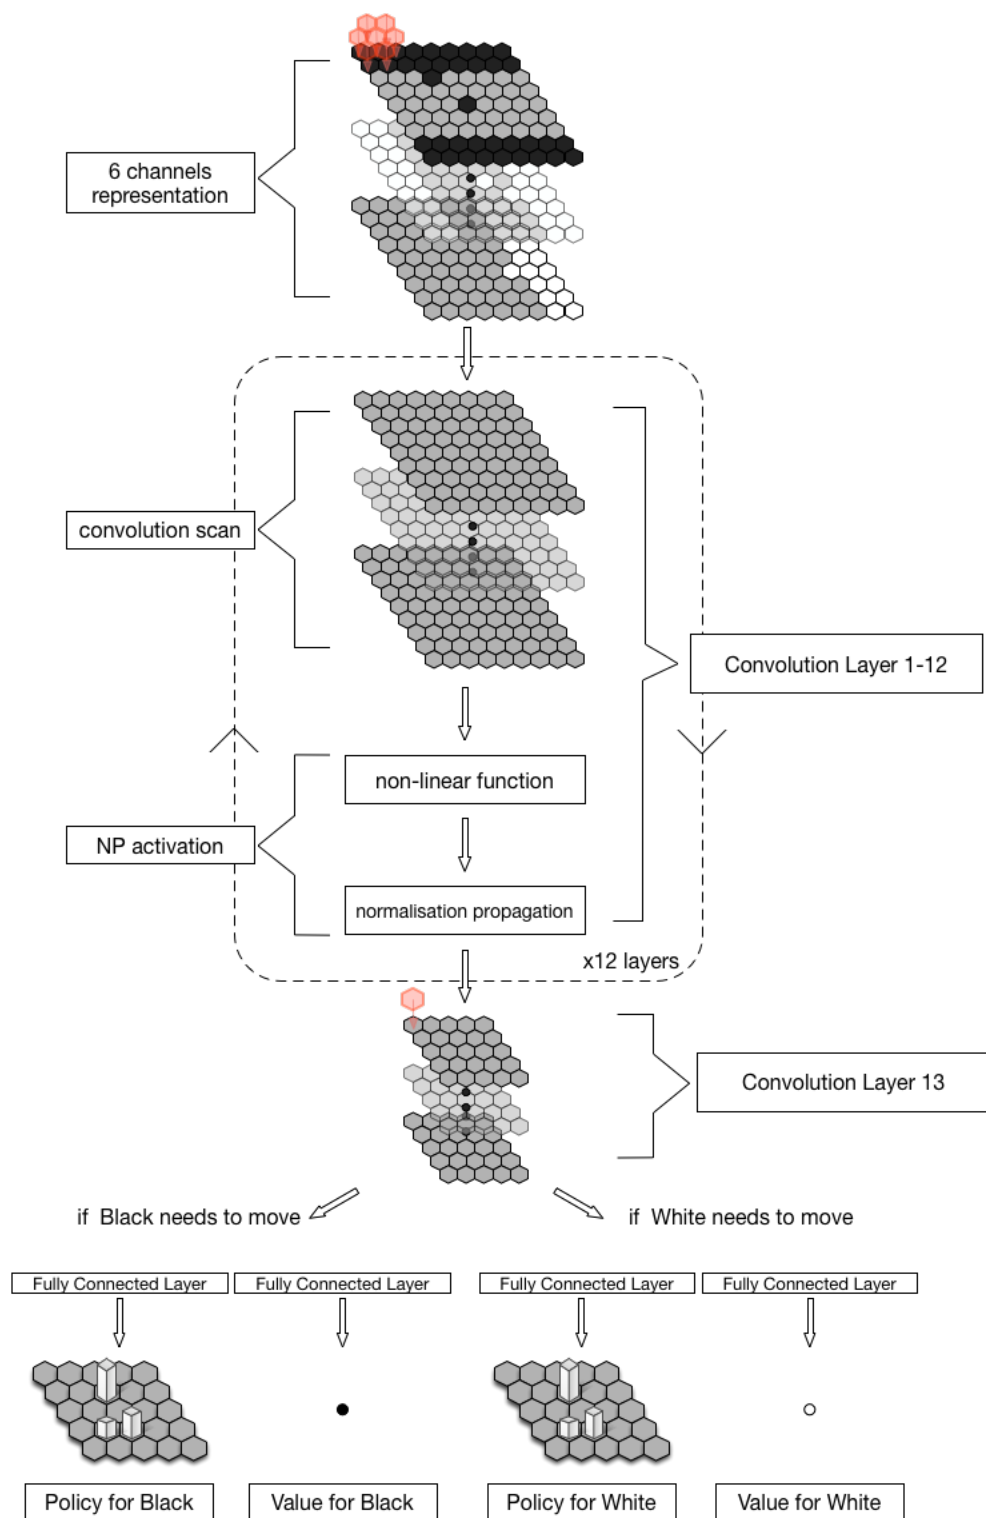 6 channels
representation
convolution scan
Convolution Layer 1-12
non-linear function
NP activation
normalisation propagation
x12 layers
Convolution Layer 13
if Black needs to move
if White needs to move
Fully Connected Layer
Fully Connected Layer
Fully Connected Layer
Fully Connected Layer
Policy for Black
Value for Black
Policy for White
Value for White